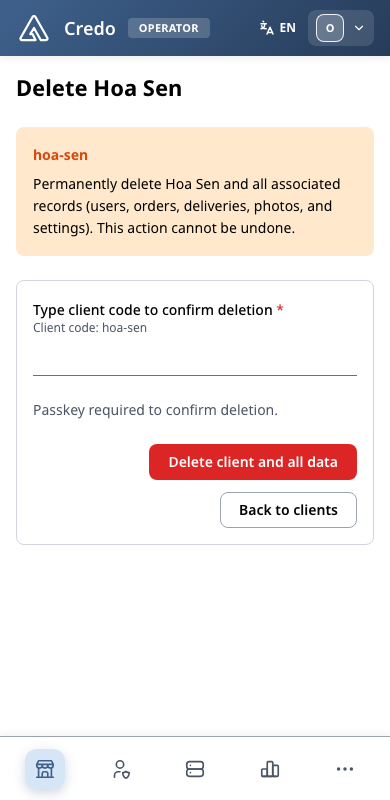 Credo
OPERATOR
EN
O
Delete Hoa Sen
hoa-sen
Permanently delete Hoa Sen and all associated
records (users, orders, deliveries, photos, and
settings). This action cannot be undone.
Type client code to confirm deletion *
Client code: hoa-sen
Passkey required to confirm deletion.
Delete client and all data
Back to clients